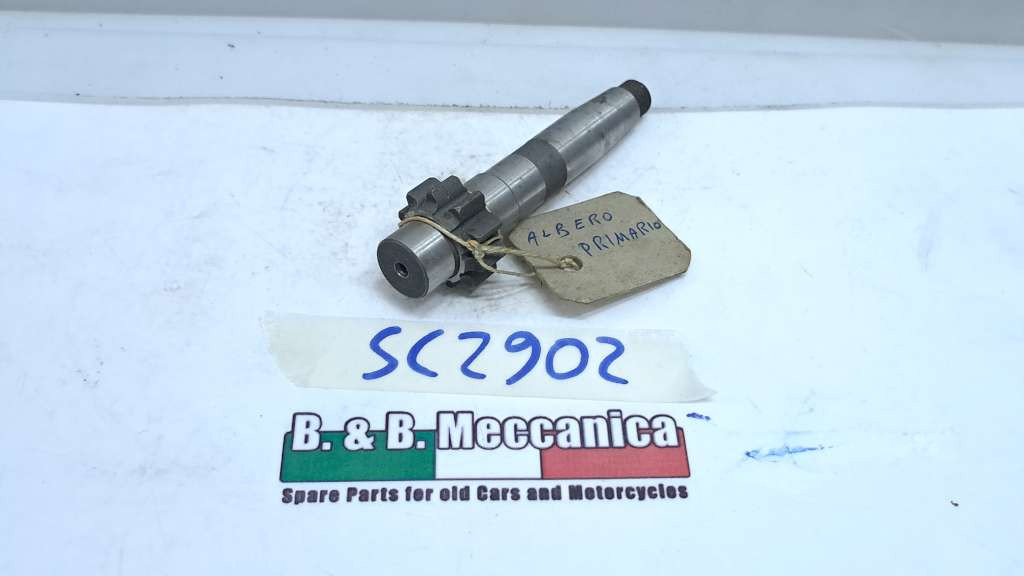 ALBERO
PRIMARIO
SC2902
B. & B. Meccanica
Spare Parts for old Cars and Motorcycles